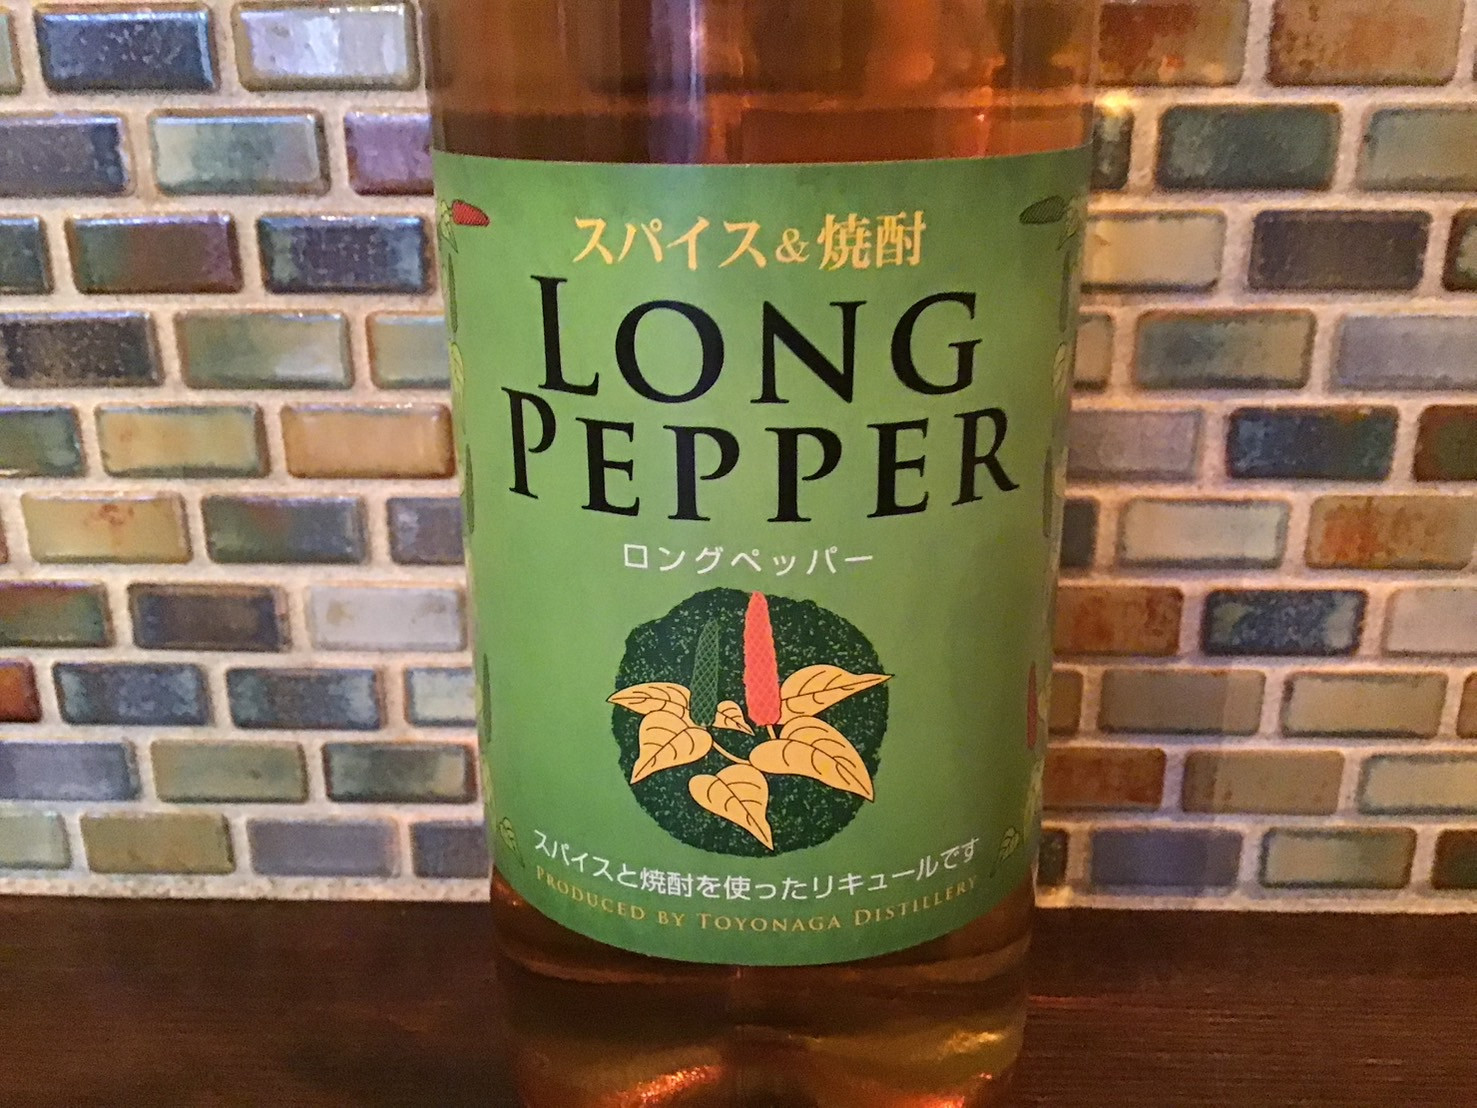 スパイス&焼酎
LONG
PEPPER
ロングペッパー
スパイスと焼酎を使ったリキュールです
PRODUCED BY TOYONAGA DISTILLERY